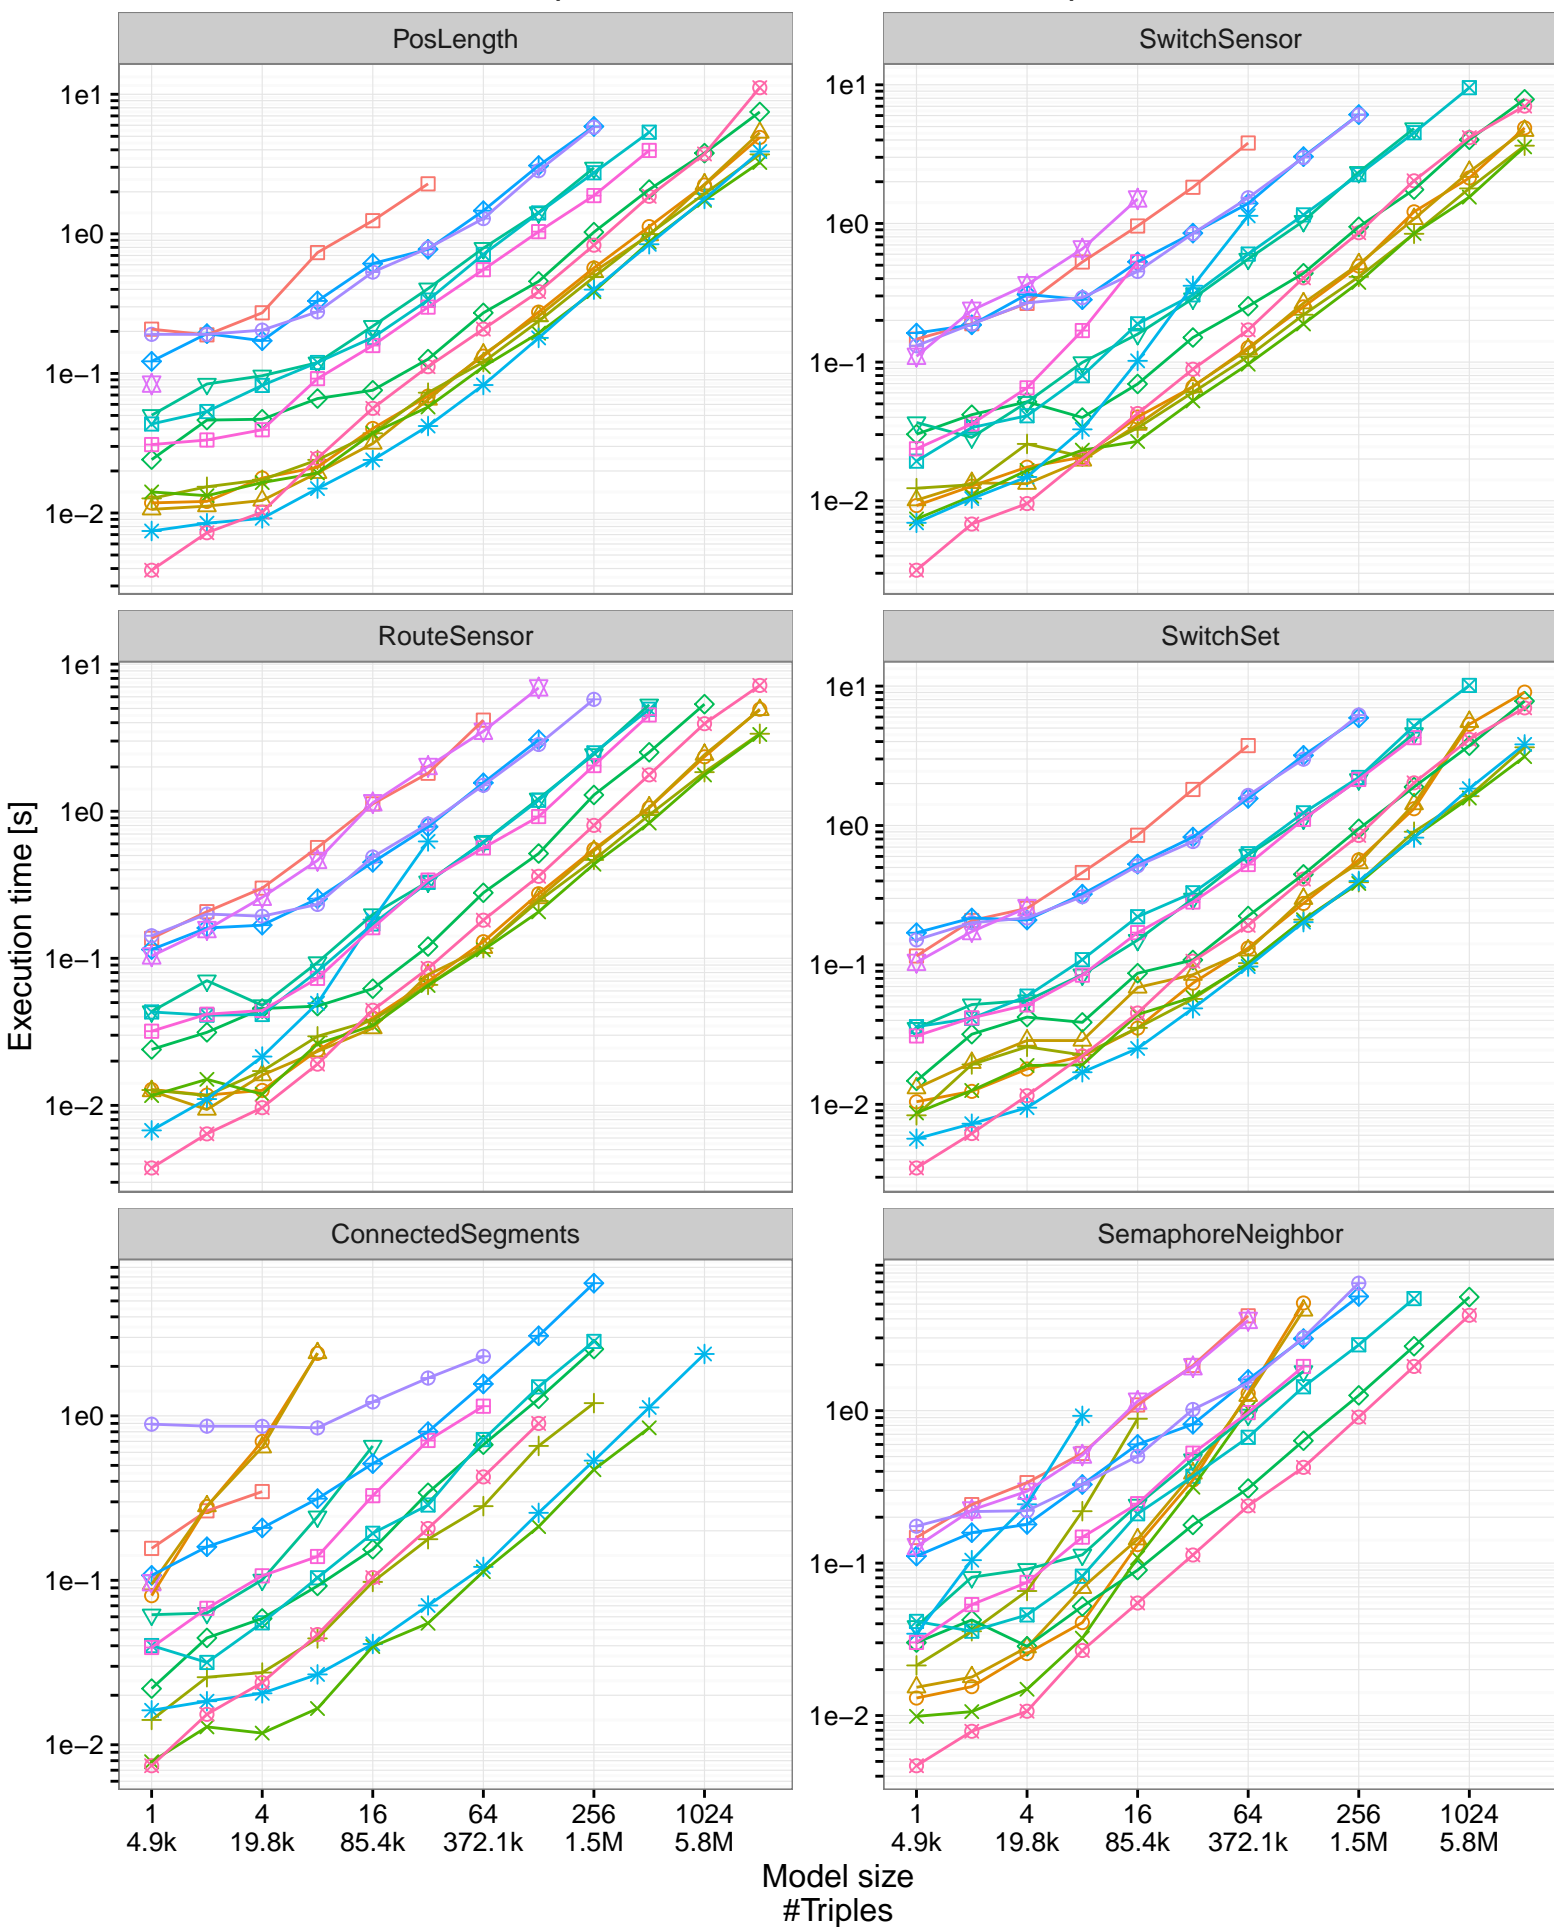 PosLength
SwitchSensor
1e1
1e0
1e−1
1e−2
1e1
1e0
1e−1
1e−2
RouteSensor
SwitchSet
1e1
1e0
1e−1
1e−2
1e1
1e0
1e−1
1e−2
Execution time [s]
ConnectedSegments
SemaphoreNeighbor
1e0
1e−1
1e−2
1e0
1e−1
1e−2
1 4 16 64 256 1024
4.9k 19.8k 85.4k 372.1k 1.5M 5.8M
1 4 16 64 256 1024
4.9k 19.8k 85.4k 372.1k 1.5M 5.8M
Model size
#Triples